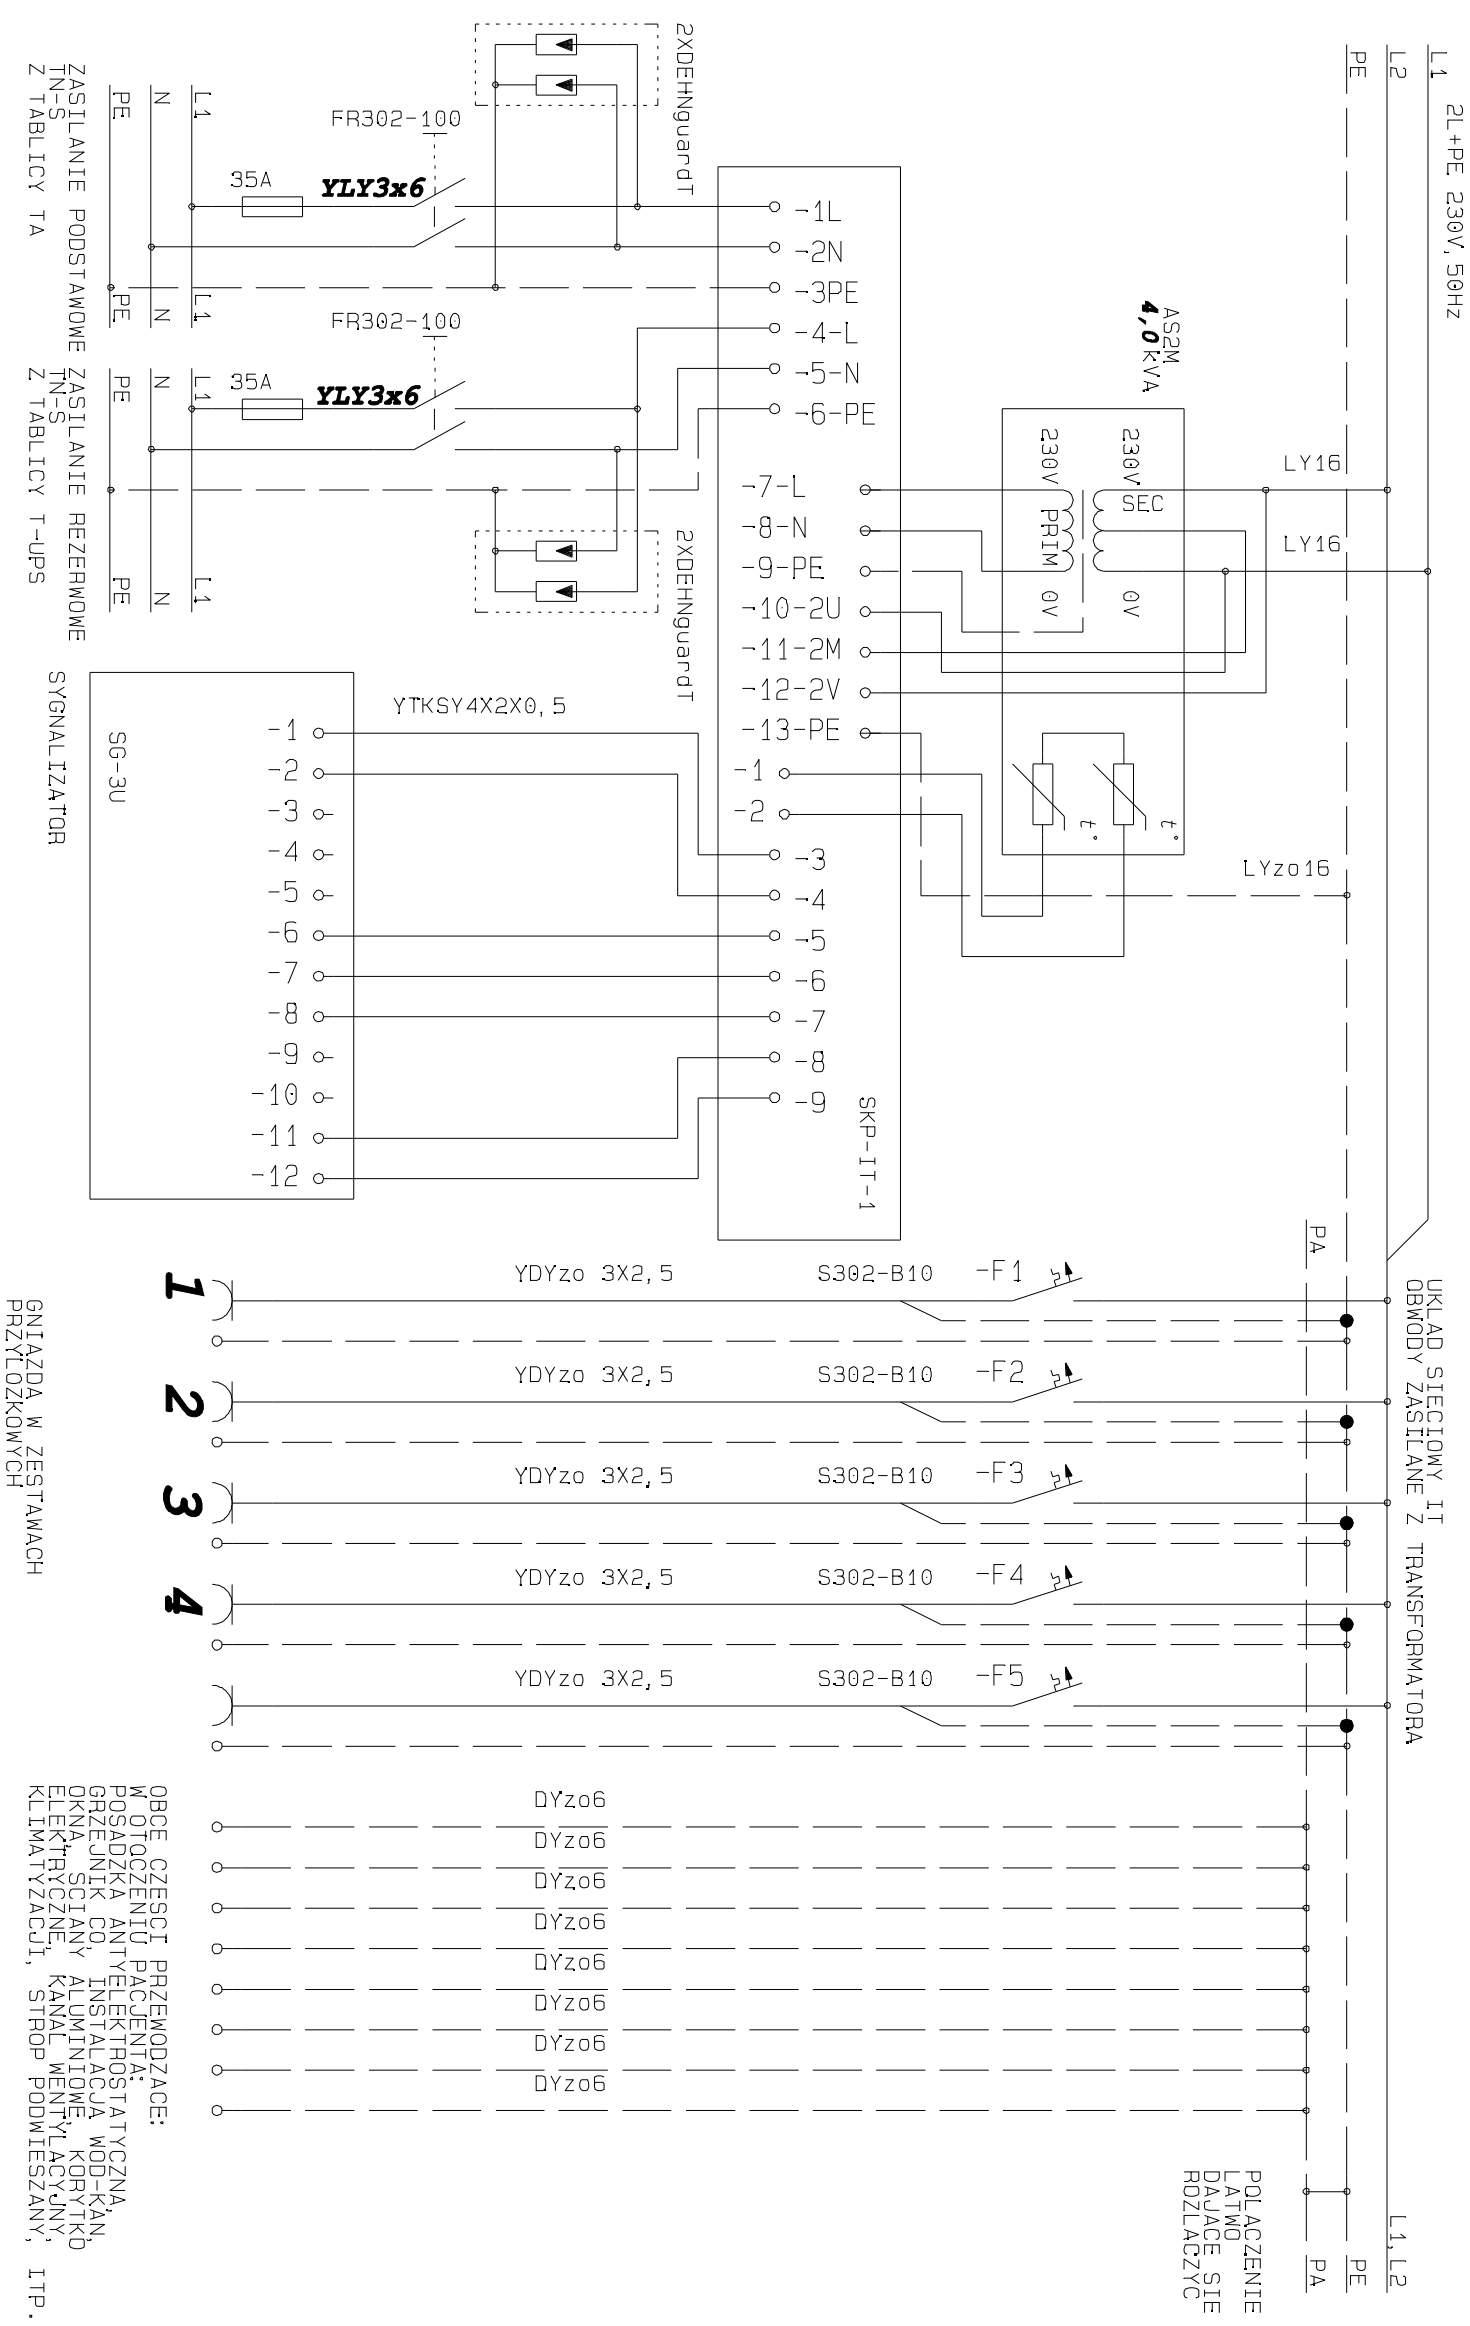 2L+PE 230V, 50Hz
L1
L2
PE
2XDEHNguardT
FR302-100
35A
YLY3x6
L1
N
PE
L1
N
PE
ZASILANIE PODSTAWOWE
TN-S
Z TABLICY TA
-1L
-2N
-3PE
-4-L
-5-N
-6-PE
FR302-100
35A
YLY3x6
L1
N
PE
L1
N
PE
ZASILANIE REZERWOWE
TN-S
Z TABLICY T-UPS
2XDEHNguardT
-7-L
-8-N
-9-PE
-10-2U
-11-2M
-12-2V
-13-PE
-1
-2
-3
-4
-5
-6
-7
-8
-9
SKP-IT-1
AS2M
4,0 kVA
230V
SEC
0V
230V
PRIM
0V
t°
t°
LY16
LY16
LYzo16
YTKSY4X2X0,5
SYGNALIZATOR
SG-3U
-1
-2
-3
-4
-5
-6
-7
-8
-9
-10
-11
-12
PA
UKLAD SIECIOWY IT
OBWODY ZASILANE Z TRANSFORMATORA
1
YDYzo 3X2,5
S302-B10
-F1
2
YDYzo 3X2,5
S302-B10
-F2
3
YDYzo 3X2,5
S302-B10
-F3
4
YDYzo 3X2,5
S302-B10
-F4
YDYzo 3X2,5
S302-B10
-F5
GNIAZDA W ZESTAWACH
PRZYLOZKOWYCH
DYzo6
DYzo6
DYzo6
DYzo6
DYzo6
DYzo6
DYzo6
DYzo6
OBCE CZESCI PRZEWODZACE:
W OTOCZENIU PACJENTA:
POSADZKA ANTYELEKTROSTATYCZNA,
GRZEJNIK CO, INSTALACJA WOD-KAN,
OKNA, SCIANY ALUMINIOWE, KORYTKO
ELEKTRYCZNE, KANAL WENTYLACYJNY,
KLIMATYZACJI, STROP PODWIESZANY, ITP.
POLACZENIE
LATWO
DAJACE SIE
ROZLACZYC
L1, L2
PE
PA